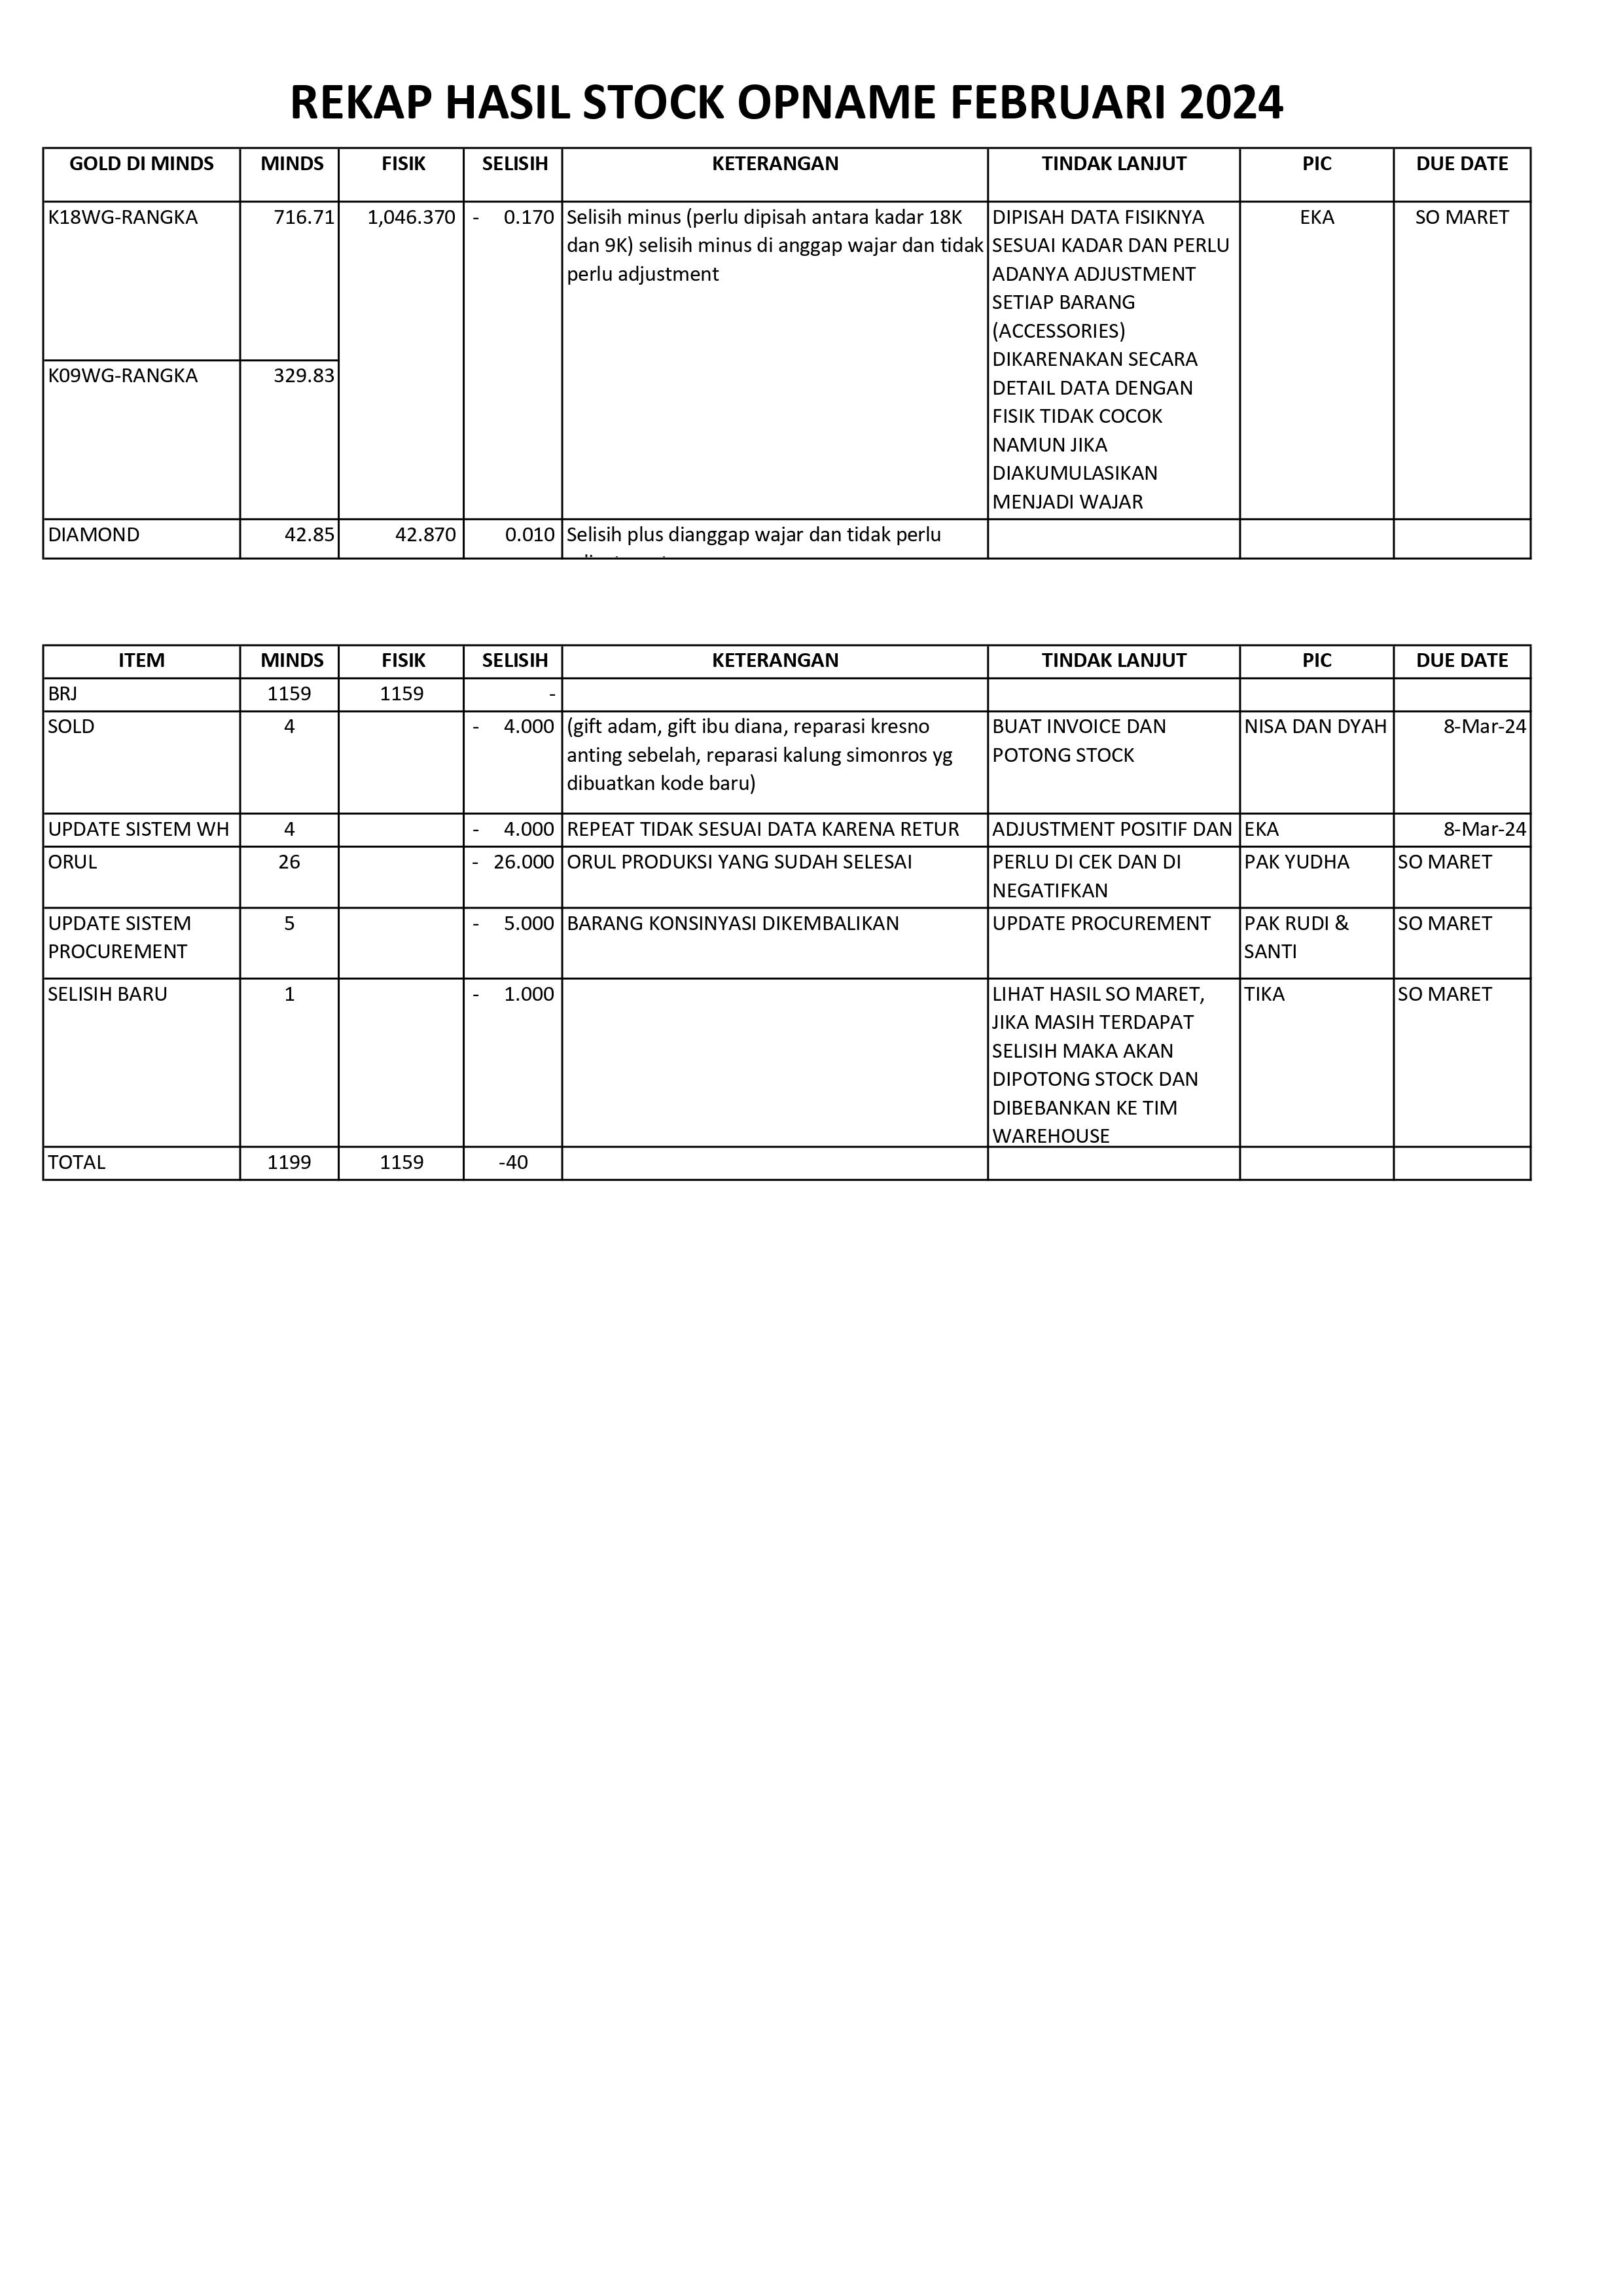 REKAP HASIL STOCK OPNAME FEBRUARI 2024
GOLD DI MINDS MINDS FISIK SELISIH KETERANGAN TINDAK LANJUT PIC DUE DATE
K18WG-RANGKA 716.71 1,046.370 - 0.170 Selisih minus (perlu dipisah antara kadar 18K DIPISAH DATA FISIKNYA EKA SO MARET
dan 9K) selisih minus di anggap wajar dan tidak SESUAI KADAR DAN PERLU
perlu adjustment ADANYA ADJUSTMENT
SETIAP BARANG
(ACCESSORIES)
K09WG-RANGKA 329.83 DIKARENAKAN SECARA
DETAIL DATA DENGAN
FISIK TIDAK COCOK
NAMUN JIKA
DIAKUMULASIKAN
MENJADI WAJAR
DIAMOND 42.85 42.870 0.010 Selisih plus dianggap wajar dan tidak perlu
ITEM MINDS FISIK SELISIH KETERANGAN TINDAK LANJUT PIC DUE DATE
BRJ 1159 1159 -
SOLD 4 - 4.000 (gift adam, gift ibu diana, reparasi kresno BUAT INVOICE DAN NISA DAN DYAH 8-Mar-24
anting sebelah, reparasi kalung simonros yg POTONG STOCK
dibuatkan kode baru)
UPDATE SISTEM WH 4 - 4.000 REPEAT TIDAK SESUAI DATA KARENA RETUR ADJUSTMENT POSITIF DAN EKA 8-Mar-24
ORUL 26 - 26.000 ORUL PRODUKSI YANG SUDAH SELESAI PERLU DI CEK DAN DI PAK YUDHA SO MARET
NEGATIFKAN
UPDATE SISTEM 5 - 5.000 BARANG KONSINYASI DIKEMBALIKAN UPDATE PROCUREMENT PAK RUDI & SO MARET
PROCUREMENT SANTI
SELISIH BARU 1 - 1.000 LIHAT HASIL SO MARET, TIKA SO MARET
JIKA MASIH TERDAPAT
SELISIH MAKA AKAN
DIPOTONG STOCK DAN
DIBEBANKAN KE TIM
WAREHOUSE
TOTAL 1199 1159 -40